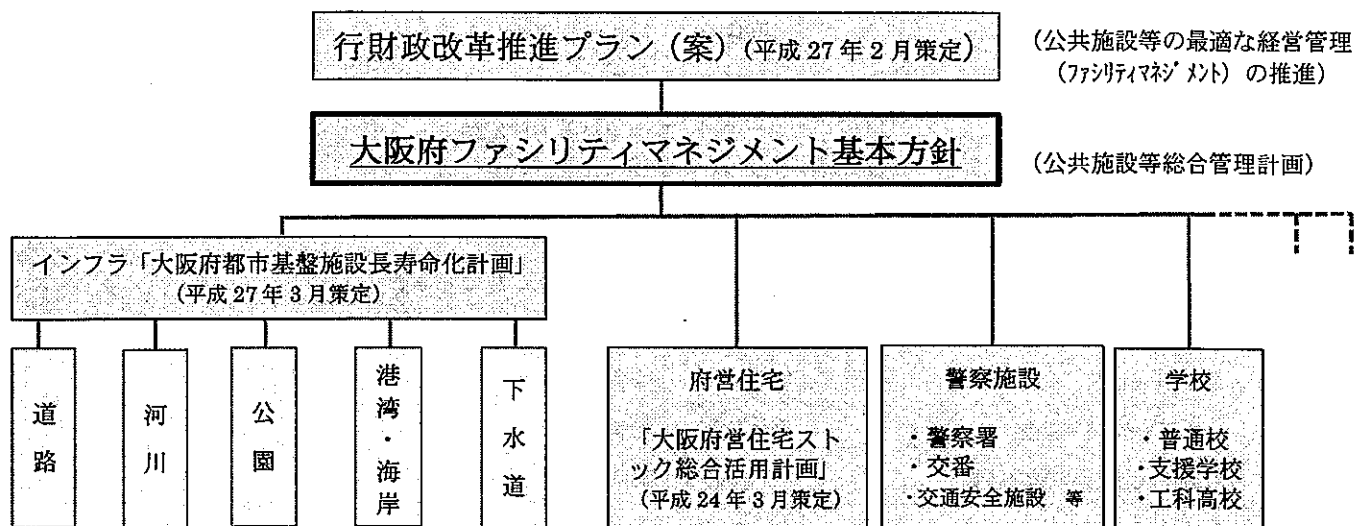 行財政改革推進プラン（案）（平成27年2月策定）
（公共施設等の最適な経営管理
（ファシリティマネジメント）の推進）
大阪府ファシリティマネジメント基本方針
（公共施設等総合管理計画）
インフラ「大阪府都市基盤施設長寿命化計画」
（平成27年3月策定）
道路
河川
公園
港湾・海岸
下水道
府営住宅
「大阪府営住宅スト
ック総合活用計画」
（平成24年3月策定）
警察施設
・警察署
・交番
・交通安全施設 等
学校
・普通校
・支援学校
・工科高校